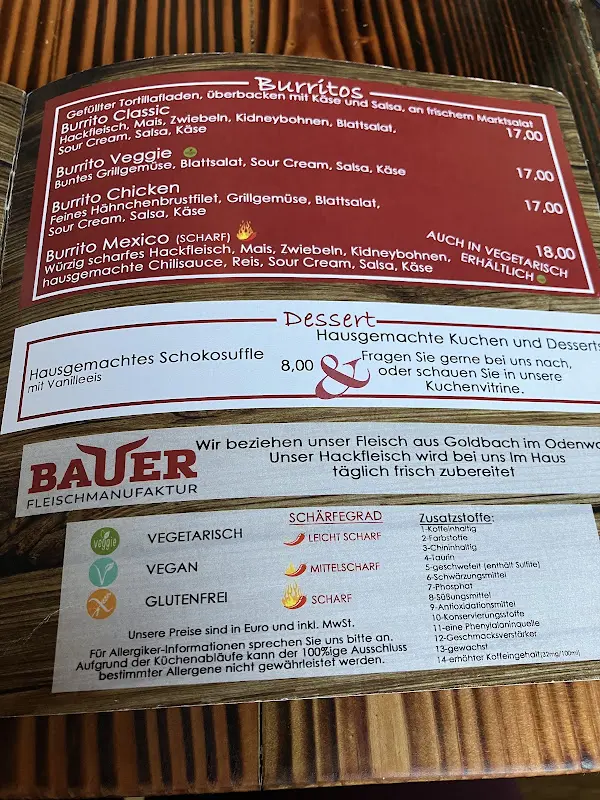 Burritos
Gefüllter Tortillafladen, überbacken mit Käse und Salsa, an frischem Marktsalat
Burrito Classic
Hackfleisch, Mais, Zwiebeln, Kidneybohnen, Blattsalat, 17,00
Sour Cream, Salsa, Käse
Burrito Veggie
Buntes Grillgemüse, Blattsalat, Sour Cream, Salsa, Käse 17,00
Burrito Chicken
Feines Hähnchenbrustfilet, Grillgemüse, Blattsalat, 17,00
Sour Cream, Salsa, Käse
Burrito Mexico (SCHARF) AUCH IN VEGETARISCH 18,00
Würzig scharfes Hackfleisch, Mais, Zwiebeln, Kidneybohnen, ERHÄLTLICH
hausgemachte Chilisauce, Reis, Sour Cream, Salsa, Käse
Dessert
Hausgemachte Kuchen und Desserts
Hausgemachtes Schokosuffle 8,00 & Fragen Sie gerne bei uns nach,
mit Vanilleeis oder schauen Sie in unsere
Kuchenvitrine.
BAUER
FLEISCHMANUFAKTUR
Wir beziehen unser Fleisch aus Goldbach im Odenwa
Unser Hackfleisch wird bei uns Im Haus
täglich frisch zubereitet
veggie VEGETARISCH
VEGAN
GLUTENFREI
SCHÄRFEGRAD
LEICHT SCHARF
MITTELSCHARF
SCHARF
Unsere Preise sind in Euro und inkl. MwSt.
Für Allergiker-Informationen sprechen Sie uns bitte an.
Aufgrund der Küchenabläufe kann der 100%ige Ausschluss
bestimmter Allergene nicht gewährleistet werden.
Zusatzstoffe:
1-Koffeinhaltig
2-Farbstoffe
3-Chininhaltig
4-Taurin
5-geschwefelt (enthält Sulfite)
6-Schwärzungsmittel
7-Phosphat
8-Süßungsmittel
9-Antioxidationsmittel
10-Konservierungsstoffe
11-eine Phenylalaninquelle
12-Geschmacksverstärker
13-gewachst
14-erhöhter Koffeingehalt(32mg/100ml)